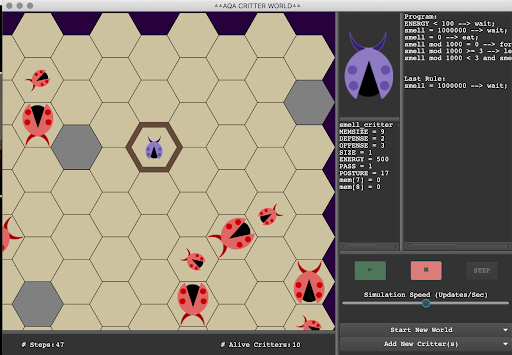 ^^AQA CRITTER WORLD^^
Program:
ENERGY < 100 --> wait;
smell = 1000000 --> wait;
smell = 0 --> eat;
smell mod 1000 = 0 --> for
smell mod 1000 >= 3 --> le
smell mod 1000 < 3 and sme
Last Rule:
smell = 1000000 --> wait;
smell_critter
MEMSIZE = 9
DEFENSE = 2
OFFENSE = 3
SIZE = 1
ENERGY = 500
PASS = 1
POSTURE = 17
mem[7] = 0
mem[8] = 0
STEP
Simulation Speed (Updates/Sec)
Start New World
Add New Critter(s)
# Steps:47
# Alive Critters:10